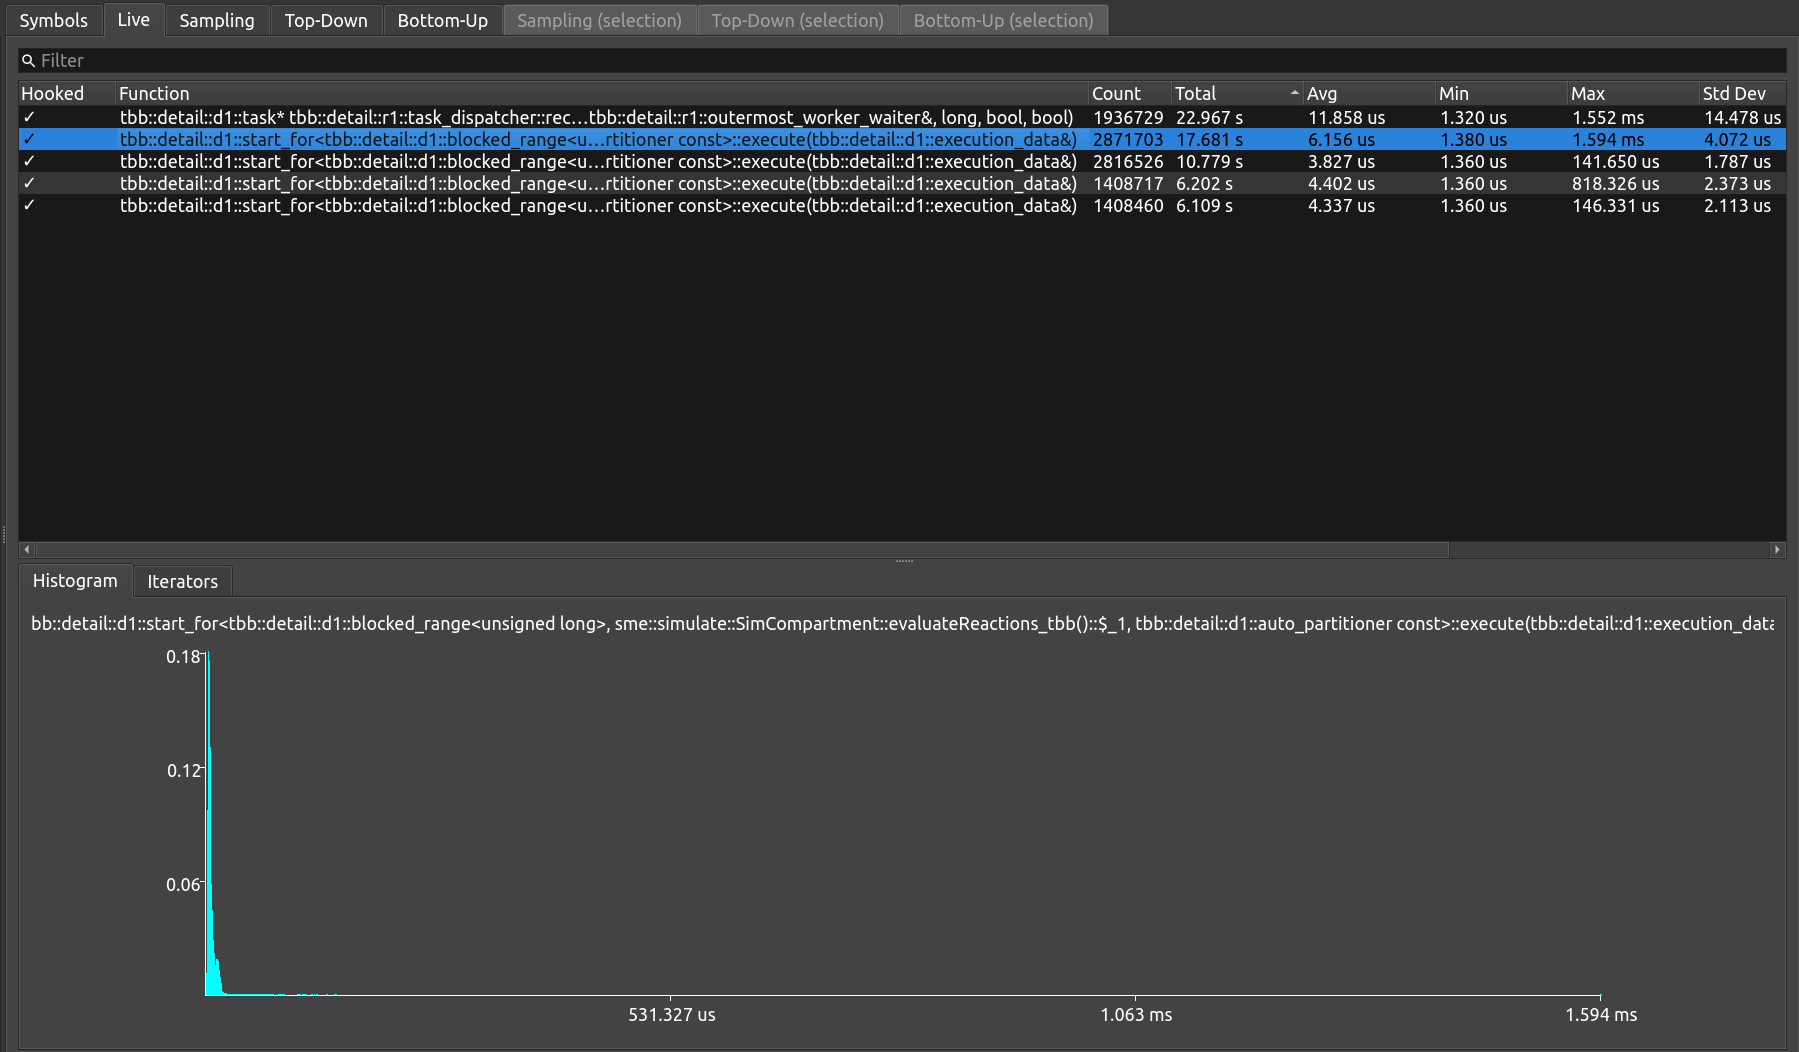 Symbols Live Sampling Top-Down Bottom-Up Sampling (selection) Top-Down (selection) Bottom-Up (selection)
Filter
Hooked Function Count Total Avg Min Max Std Dev
✓ tbb::detail::d1::task* tbb::detail::r1::task_dispatcher::rec...tbb::detail::r1::outermost_worker_waiter&, long, bool, bool) 1936729 22.967 s 11.858 us 1.320 us 1.552 ms 14.478 us
✓ tbb::detail::d1::start_for<tbb::detail::d1::blocked_range<u...rtitioner const>::execute(tbb::detail::d1::execution_data&) 2871703 17.681 s 6.156 us 1.380 us 1.594 ms 4.072 us
✓ tbb::detail::d1::start_for<tbb::detail::d1::blocked_range<u...rtitioner const>::execute(tbb::detail::d1::execution_data&) 2816526 10.779 s 3.827 us 1.360 us 141.650 us 1.787 us
✓ tbb::detail::d1::start_for<tbb::detail::d1::blocked_range<u...rtitioner const>::execute(tbb::detail::d1::execution_data&) 1408717 6.202 s 4.402 us 1.360 us 818.326 us 2.373 us
✓ tbb::detail::d1::start_for<tbb::detail::d1::blocked_range<u...rtitioner const>::execute(tbb::detail::d1::execution_data&) 1408460 6.109 s 4.337 us 1.360 us 146.331 us 2.113 us
Histogram Iterators
bb::detail::d1::start_for<tbb::detail::d1::blocked_range<unsigned long>, sme::simulate::SimCompartment::evaluateReactions_tbb()::$_1, tbb::detail::d1::auto_partitioner const>::execute(tbb::detail::d1::execution_data
0.18
0.12
0.06
531.327 us 1.063 ms 1.594 ms